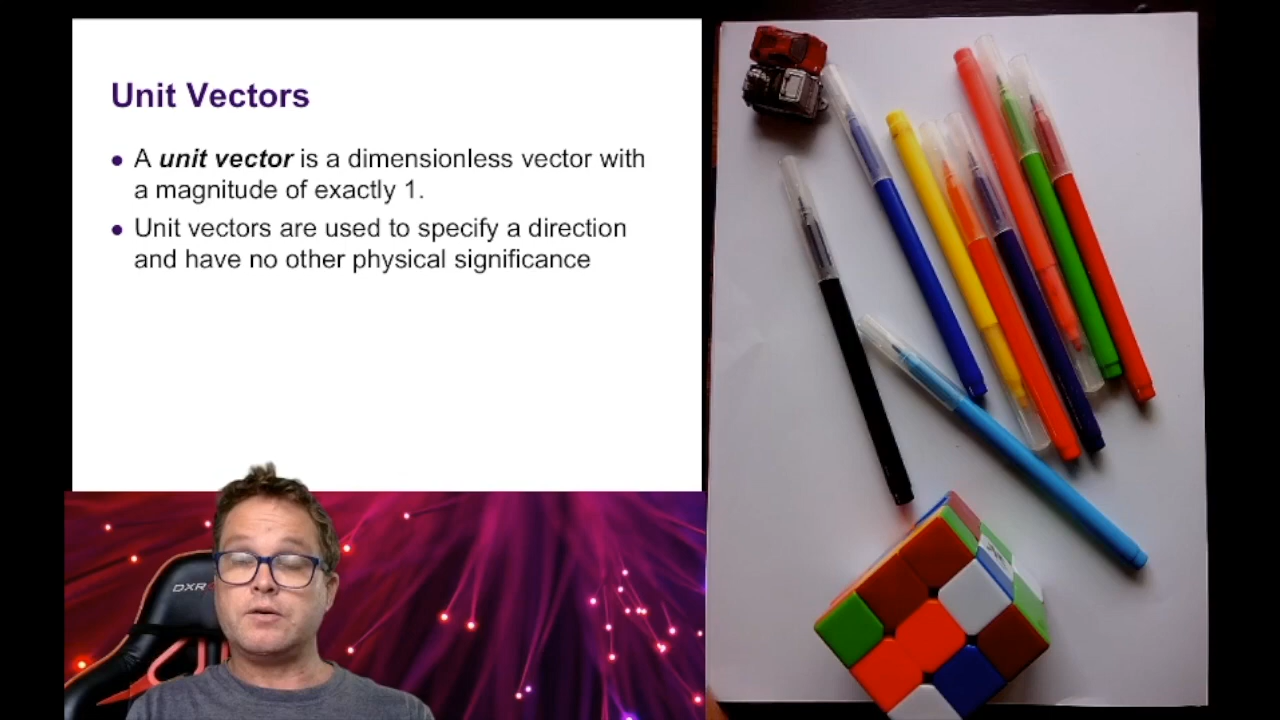 Unit Vectors
• A unit vector is a dimensionless vector with
a magnitude of exactly 1.
• Unit vectors are used to specify a direction
and have no other physical significance
DXR